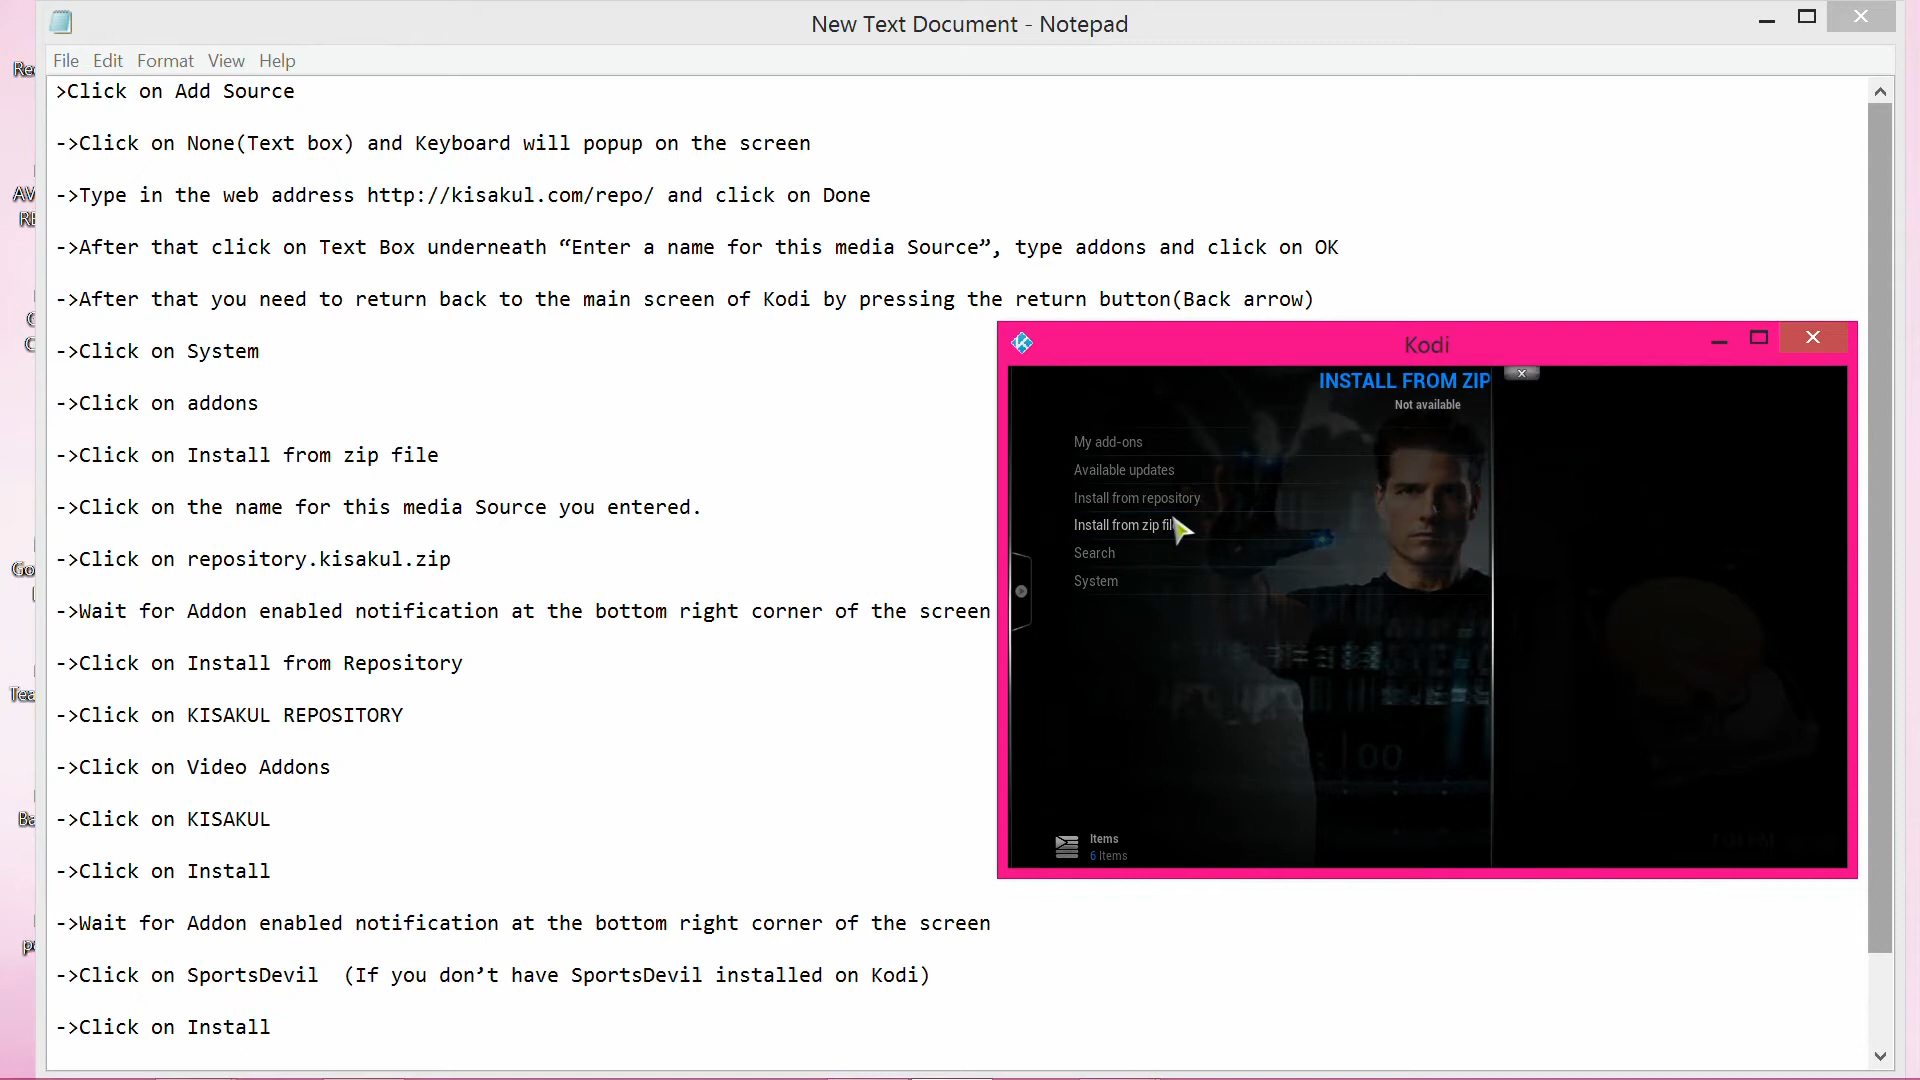 New Text Document - Notepad
File Edit Format View Help
>Click on Add Source
->Click on None(Text box) and Keyboard will popup on the screen
->Type in the web address http://kisakul.com/repo/ and click on Done
->After that click on Text Box underneath “Enter a name for this media Source”, type addons and click on OK
->After that you need to return back to the main screen of Kodi by pressing the return button(Back arrow)
->Click on System
->Click on addons
->Click on Install from zip file
->Click on the name for this media Source you entered.
->Click on repository.kisakul.zip
->Wait for Addon enabled notification at the bottom right corner of the screen
->Click on Install from Repository
->Click on KISAKUL REPOSITORY
->Click on Video Addons
->Click on KISAKUL
->Click on Install
->Wait for Addon enabled notification at the bottom right corner of the screen
->Click on SportsDevil  (If you don’t have SportsDevil installed on Kodi)
->Click on Install
Kodi
INSTALL FROM ZIP
Not available
My add-ons
Available updates
Install from repository
Install from zip
Search
System
Items
6 Items